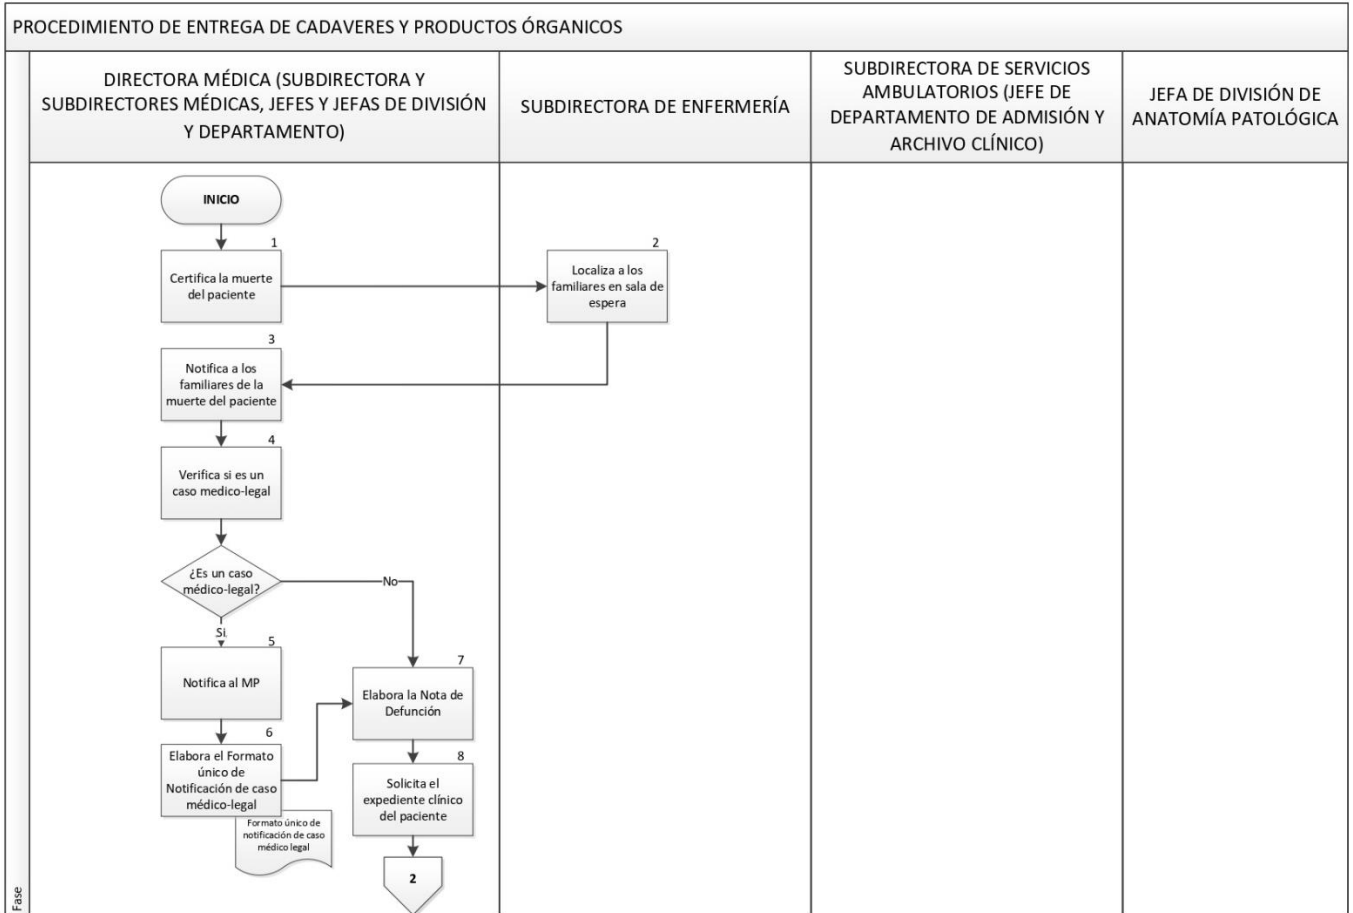 PROCEDIMIENTO DE ENTREGA DE CADAVERES Y PRODUCTOS ÓRGANICOS
DIRECTORA MÉDICA (SUBDIRECTORA Y
SUBDIRECTORES MÉDICAS, JEFES Y JEFAS DE DIVISIÓN
Y DEPARTAMENTO)
SUBDIRECTORA DE ENFERMERÍA
SUBDIRECTORA DE SERVICIOS
AMBULATORIOS (JEFE DE
DEPARTAMENTO DE ADMISIÓN Y
ARCHIVO CLÍNICO)
JEFA DE DIVISIÓN DE
ANATOMÍA PATOLÓGICA
INICIO
1
Certifica la muerte
del paciente
2
Localiza a los
familiares en sala de
espera
3
Notifica a los
familiares de la
muerte del paciente
4
Verifica si es un
caso medico-legal
¿Es un caso
médico-legal?
No
Si
5
Notifica al MP
6
Elabora el Formato
único de
Notificación de caso
médico-legal
Formato único de
notificación de caso
médico legal
7
Elabora la Nota de
Defunción
8
Solicita el
expediente clínico
del paciente
2
Fase